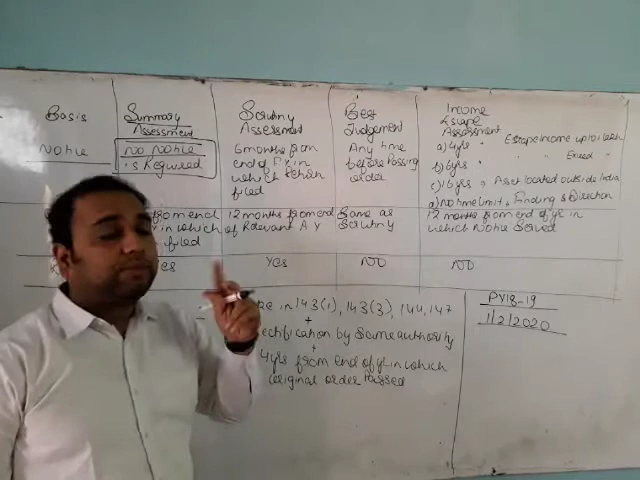 Basis
Summary
Assessment
Scrutiny
Assessment
Best
Judgement
Income
Escape
Assessment
Notice
No Notice
is Required
6 months from
end of F.Y. in
which Return
filed
Any time
before Passing
order
a) 4 yrs " Escape income upto 1 lakh
b) 6 yrs " " " Exceed "
c) 16 yrs → Asset located outside India
d) No time limit → Finding & Direction
from end
in which
filed
12 months from end
of Relevant A Y
Same as
Scrutiny
12 months from end of yr in
which Notice Served
Yes
Yes
NO
NO
in 143(1), 143(3), 144, 147
+
Rectification by Same authority
+
4 yrs from end of yr in which
original order Passed
PY18-19
1/2/2020